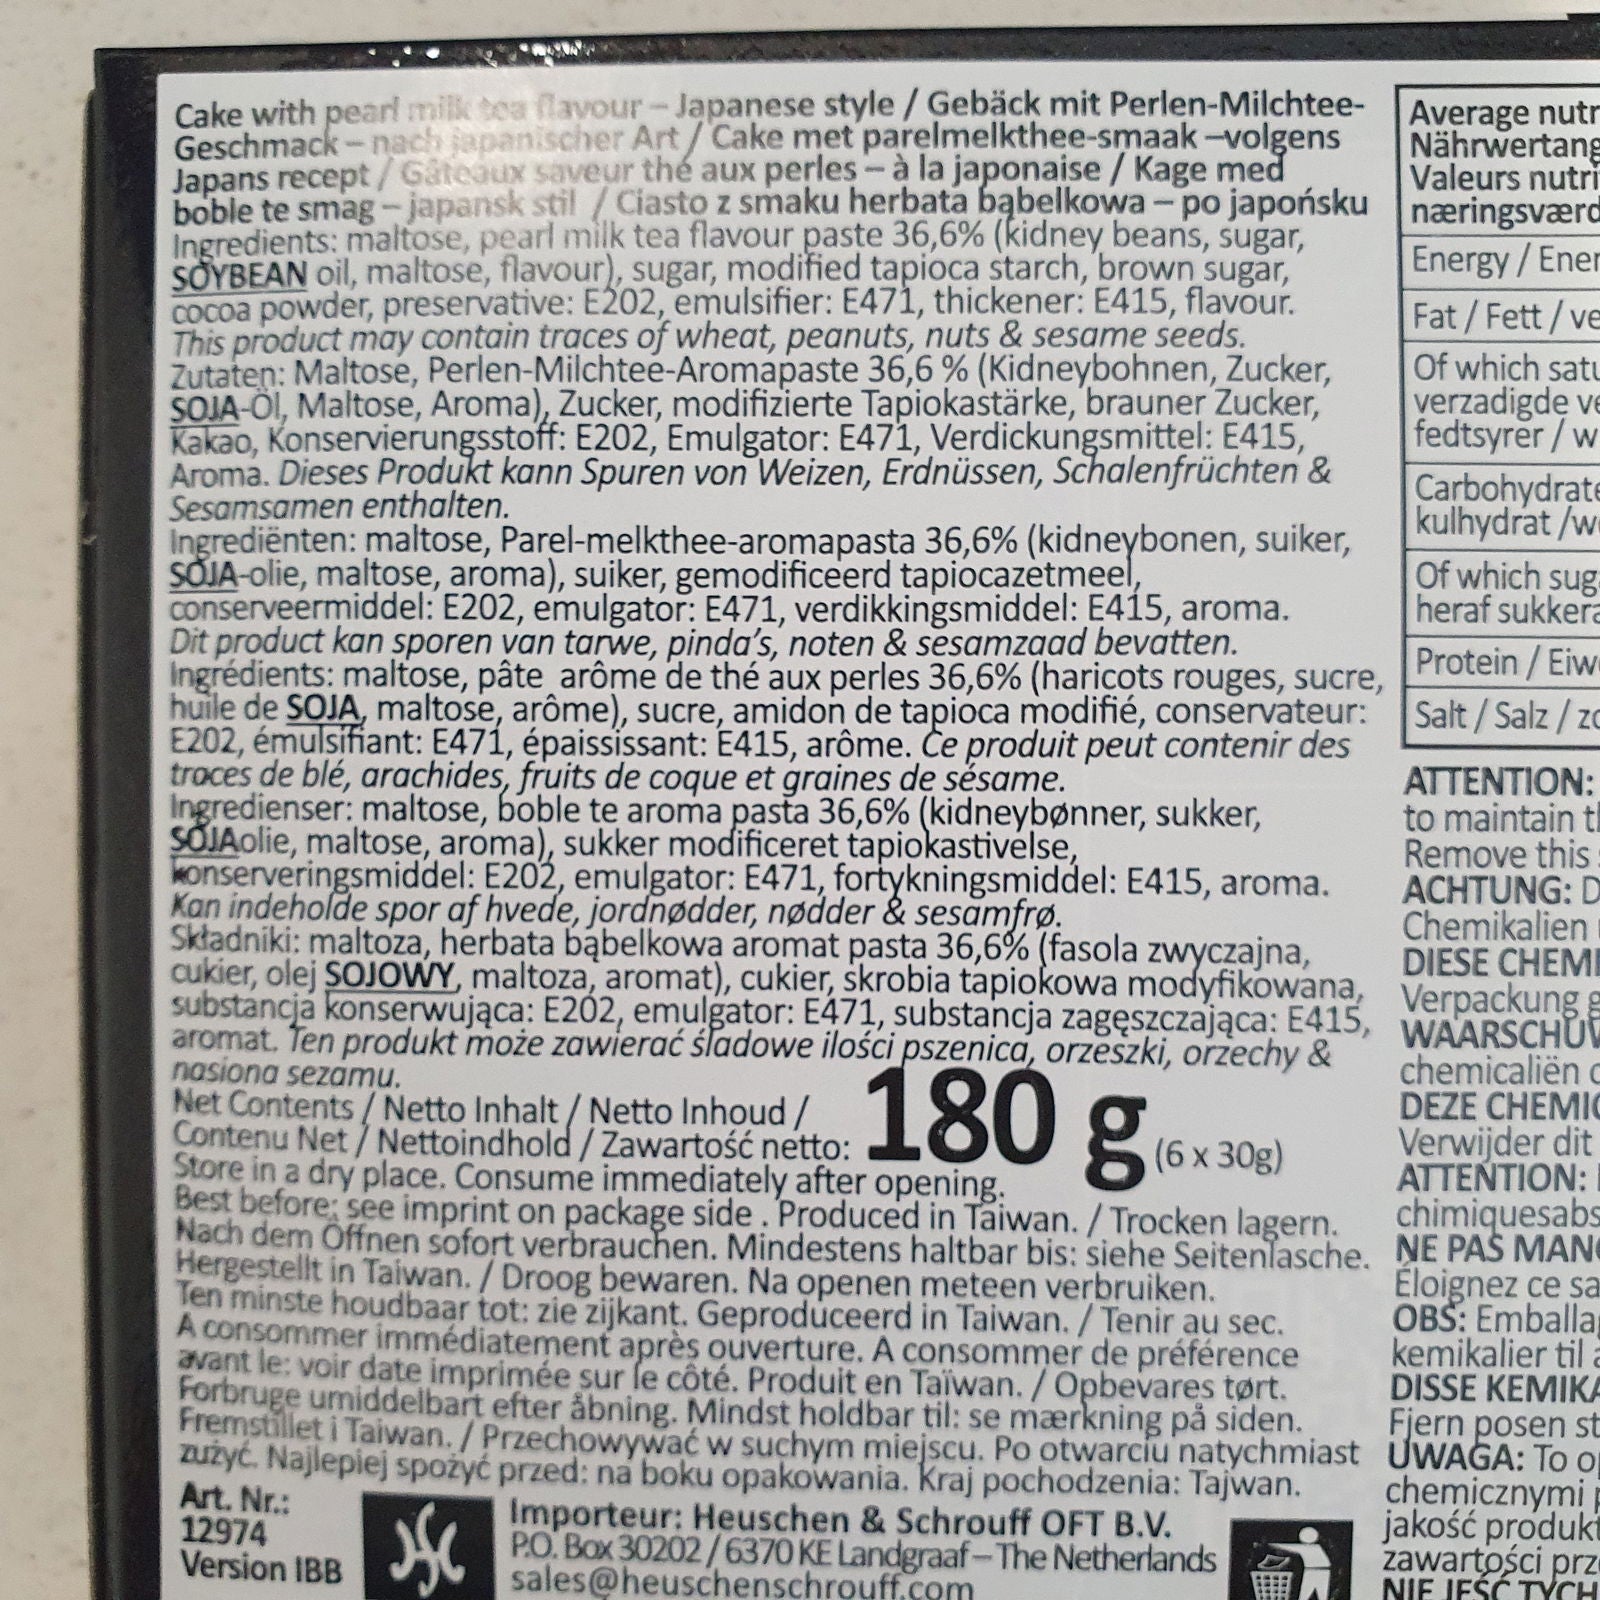 Cake with pearl milk tea flavour – Japanese style / Gebäck mit Perlen-Milchtee-
Geschmack – nach japanischer Art / Cake met parelmelkthee-smaak –volgens
Japans recept / Gâteaux saveur thé aux perles – à la japonaise / Kage med
boble te smag – japansk stil / Ciasto z smaku herbata bąbelkowa – po japońsku
Ingredients: maltose, pearl milk tea flavour paste 36,6% (kidney beans, sugar,
SOYBEAN oil, maltose, flavour), sugar, modified tapioca starch, brown sugar,
cocoa powder, preservative: E202, emulsifier: E471, thickener: E415, flavour.
This product may contain traces of wheat, peanuts, nuts & sesame seeds.
Zutaten: Maltose, Perlen-Milchtee-Aromapaste 36,6 % (Kidneybohnen, Zucker,
SOJA-Öl, Maltose, Aroma), Zucker, modifizierte Tapiokastärke, brauner Zucker,
Kakao, Konservierungsstoff: E202, Emulgator: E471, Verdickungsmittel: E415,
Aroma. Dieses Produkt kann Spuren von Weizen, Erdnüssen, Schalenfrüchten &
Sesamsamen enthalten.
Ingrediënten: maltose, Parel-melkthee-aromapasta 36,6% (kidneybonen, suiker,
SOJA-olie, maltose, aroma), suiker, gemodificeerd tapiocazetmeel,
conserveermiddel: E202, emulgator: E471, verdikkingsmiddel: E415, aroma.
Dit product kan sporen van tarwe, pinda's, noten & sesamzaad bevatten.
Ingrédients: maltose, pâte arôme de thé aux perles 36,6% (haricots rouges, sucre,
huile de SOJA, maltose, arôme), sucre, amidon de tapioca modifié, conservateur:
E202, émulsifiant: E471, épaississant: E415, arôme. Ce produit peut contenir des
traces de blé, arachides, fruits de coque et graines de sésame.
Ingredienser: maltose, boble te aroma pasta 36,6% (kidneybønner, sukker,
SOJAolie, maltose, aroma), sukker modificeret tapiokastivelse,
konserveringsmiddel: E202, emulgator: E471, fortykningsmiddel: E415, aroma.
Kan indeholde spor af hvede, jordnødder, nødder & sesamfrø.
Składniki: maltoza, herbata bąbelkowa aromat pasta 36,6% (fasola zwyczajna,
cukier, olej SOJOWY, maltoza, aromat), cukier, skrobia tapiokowa modyfikowana,
substancja konserwująca: E202, emulgator: E471, substancja zagęszczająca: E415,
aromat. Ten produkt może zawierać śladowe ilości pszenica, orzeszki, orzechy &
nasiona sezamu.
Net Contents / Netto Inhalt / Netto Inhoud /
Contenu Net / Nettoindhold / Zawartość netto: 180 g (6 x 30g)
Store in a dry place. Consume immediately after opening.
Best before: see imprint on package side . Produced in Taiwan. / Trocken lagern.
Nach dem Öffnen sofort verbrauchen. Mindestens haltbar bis: siehe Seitenlasche.
Hergestellt in Taiwan. / Droog bewaren. Na openen meteen verbruiken.
Ten minste houdbaar tot: zie zijkant. Geproduceerd in Taiwan. / Tenir au sec.
A consommer immédiatement après ouverture. A consommer de préférence
avant le: voir date imprimée sur le côté. Produit en Taïwan. / Opbevares tørt.
Forbruge umiddelbart efter åbning. Mindst holdbar til: se mærkning på siden.
Fremstillet i Taiwan. / Przechowywać w suchym miejscu. Po otwarciu natychmiast
zużyć. Najlepiej spożyć przed: na boku opakowania. Kraj pochodzenia: Tajwan.
Art. Nr.:
12974
Version IBB
Importeur: Heuschen & Schrouff OFT B.V.
P.O. Box 30202 / 6370 KE Landgraaf – The Netherlands
sales@heuschenschrouff.com
Average nutr
Nährwertang
Valeurs nutri
næringsværd
Energy / Ener
Fat / Fett / ve
Of which satu
verzadigde ve
fedtsyrer / w
Carbohydrate
kulhydrat /w
Of which suga
heraf sukkera
Protein / Eiw
Salt / Salz / zo
ATTENTION:
to maintain t
Remove this
ACHTUNG: D
Chemikalien
DIESE CHEMI
Verpackung g
WAARSCHUW
chemicaliën
DEZE CHEMIC
Verwijder dit
ATTENTION:
chimiquesabs
NE PAS MANG
Éloignez ce sa
OBS: Emballag
kemikalier til
DISSE KEMIKA
Fjern posen st
UWAGA: To op
chemicznymi
jakość produkt
zawartości prz
NIE JEŚĆ TYCH